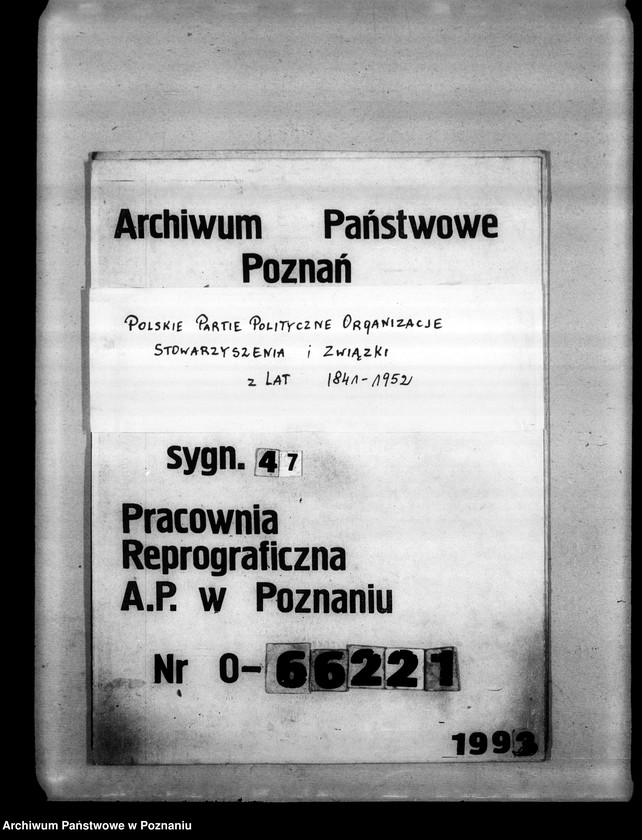 Archiwum Państwowe
Poznań
POLSKIE PARTIE POLITYCZNE ORGANIZACJE
STOWARZYSZENIA i ZWIĄZKI
z LAT 1841-1952
sygn. 47
Pracownia
Reprograficzna
A.P. w Poznaniu
Nr 0-66221
1993
Archiwum Państwowe w Poznaniu